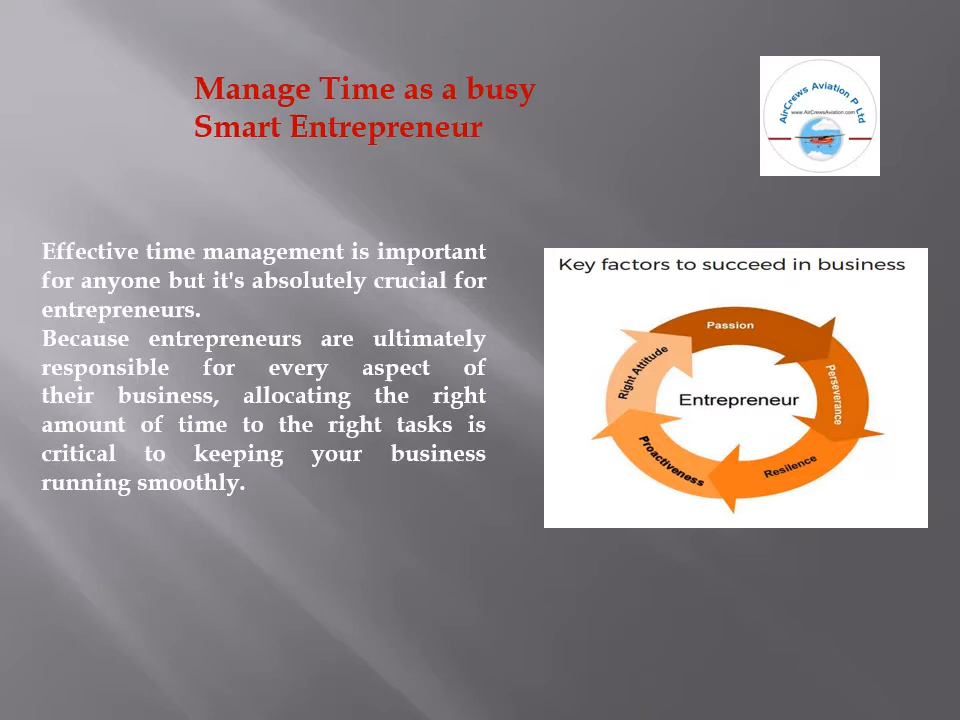 Manage Time as a busy
Smart Entrepreneur
AirCrews Aviation P Ltd
www.AirCrewsAviation.com
Effective time management is important
for anyone but it's absolutely crucial for
entrepreneurs.
Because entrepreneurs are ultimately
responsible for every aspect of
their business, allocating the right
amount of time to the right tasks is
critical to keeping your business
running smoothly.
Key factors to succeed in business
Passion
Perseverance
Resilence
Proactiveness
Right Attitude
Entrepreneur